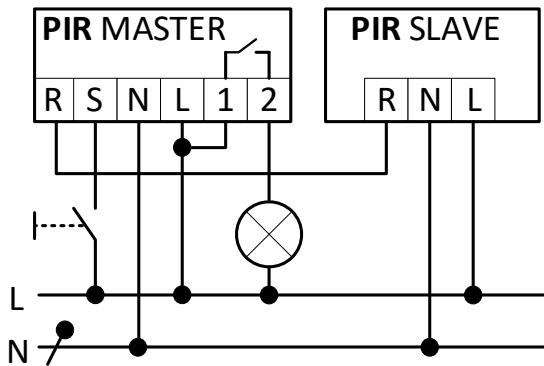 PIR MASTER
PIR SLAVE
R S N L 1 2
R N L
L
N